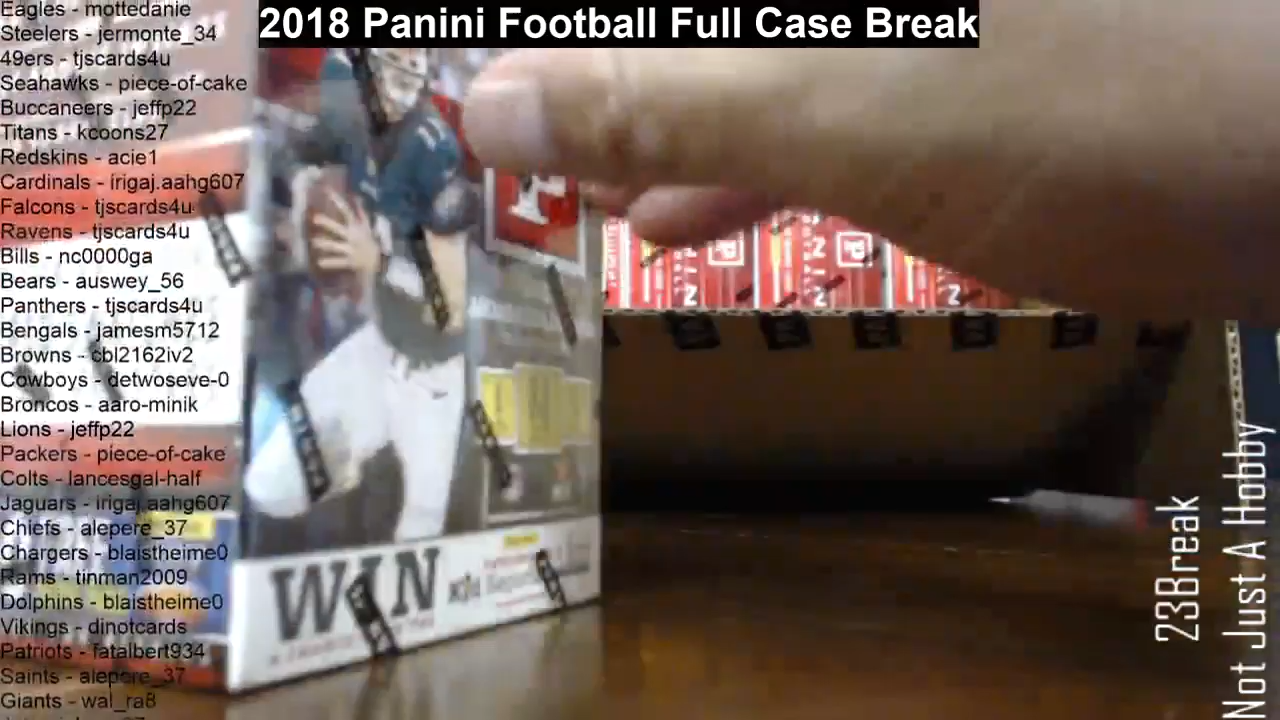 2018 Panini Football Full Case Break
Eagles - mottedanie
Steelers - jermonte_34
49ers - tjscards4u
Seahawks - piece-of-cake
Buccaneers - jeffp22
Titans - kcoons27
Redskins - acie1
Cardinals - irigaj.aahg607
Falcons - tjscards4u
Ravens - tjscards4u
Bills - nc0000ga
Bears - auswey_56
Panthers - tjscards4u
Bengals - jamesm5712
Browns - cbl2162iv2
Cowboys - detwoseve-0
Broncos - aaro-minik
Lions - jeffp22
Packers - piece-of-cake
Colts - lancesgal-half
Jaguars - irigaj.aahg607
Chiefs - alepere_37
Chargers - blaistheime0
Rams - tinman2009
Dolphins - blaistheime0
Vikings - dinotcards
Patriots - fatalbert934
Saints - alepere_37
Giants - wal_ra8
WIN
23Break
Not Just A Hobby